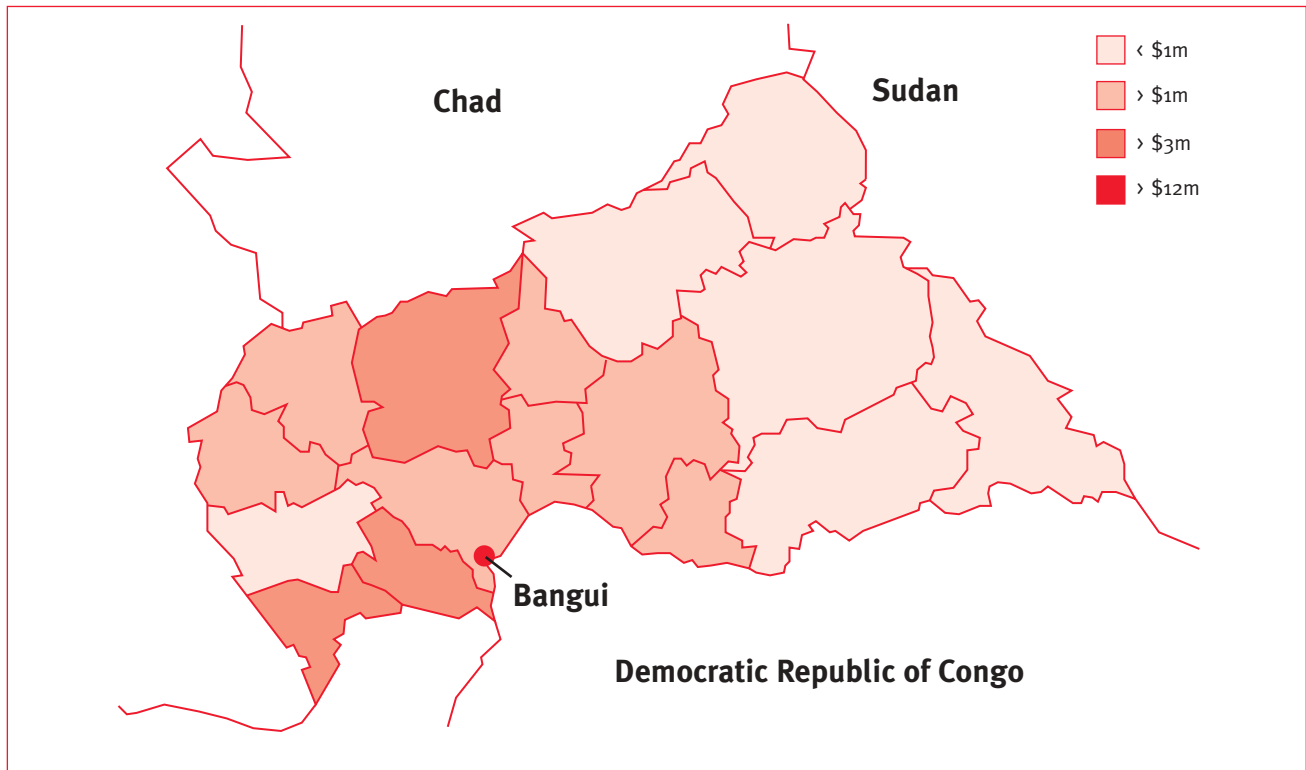 Chad
Sudan
‹ $1m
› $1m
› $3m
› $12m
Bangui
Democratic Republic of Congo